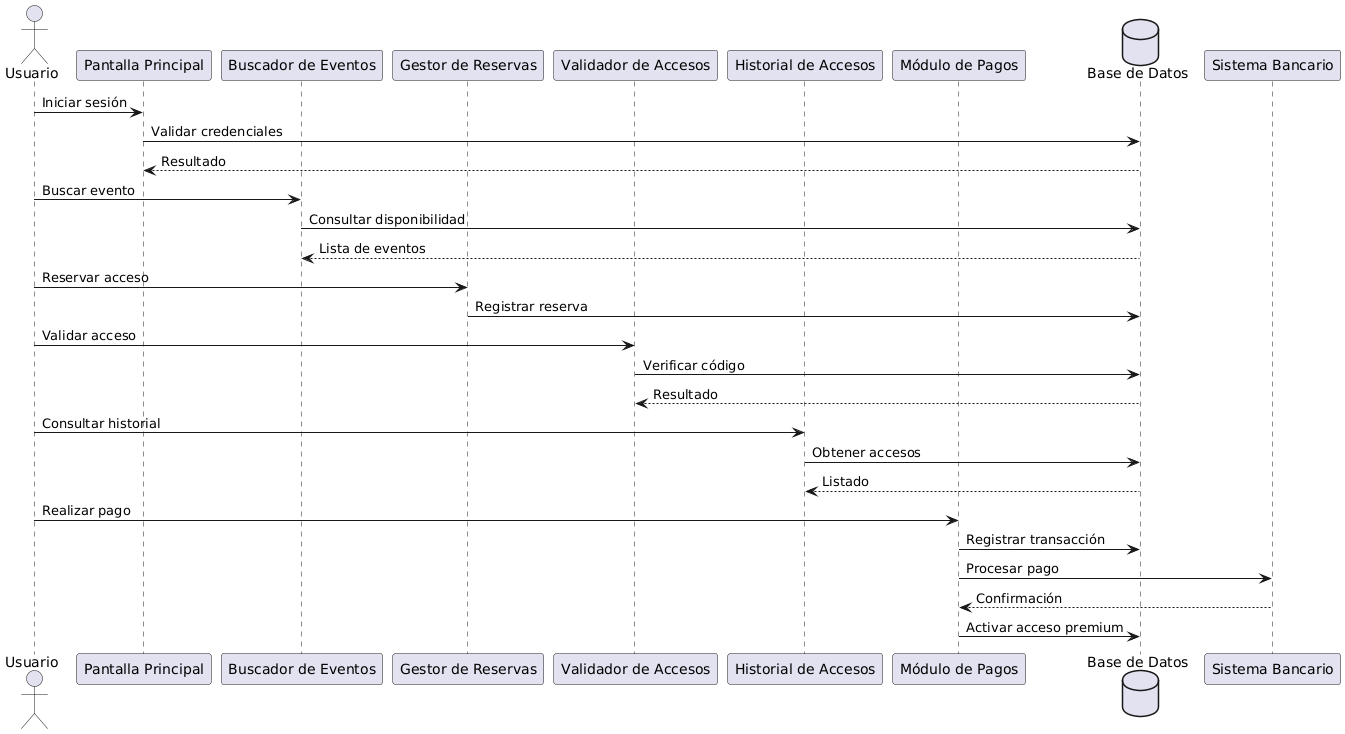 Usuario
Pantalla Principal
Buscador de Eventos
Gestor de Reservas
Validador de Accesos
Historial de Accesos
Módulo de Pagos
Base de Datos
Sistema Bancario
Iniciar sesión
Validar credenciales
Resultado
Buscar evento
Consultar disponibilidad
Lista de eventos
Reservar acceso
Registrar reserva
Validar acceso
Verificar código
Resultado
Consultar historial
Obtener accesos
Listado
Realizar pago
Registrar transacción
Procesar pago
Confirmación
Activar acceso premium
Usuario
Pantalla Principal
Buscador de Eventos
Gestor de Reservas
Validador de Accesos
Historial de Accesos
Módulo de Pagos
Base de Datos
Sistema Bancario